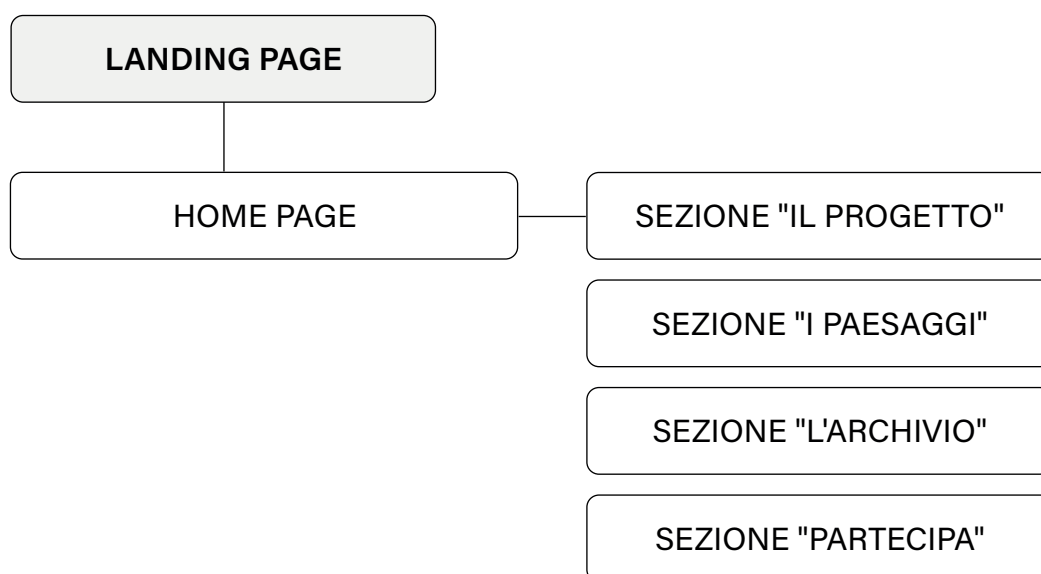 LANDING PAGE
HOME PAGE
SEZIONE "IL PROGETTO"
SEZIONE "I PAESAGGI"
SEZIONE "L'ARCHIVIO"
SEZIONE "PARTECIPA"